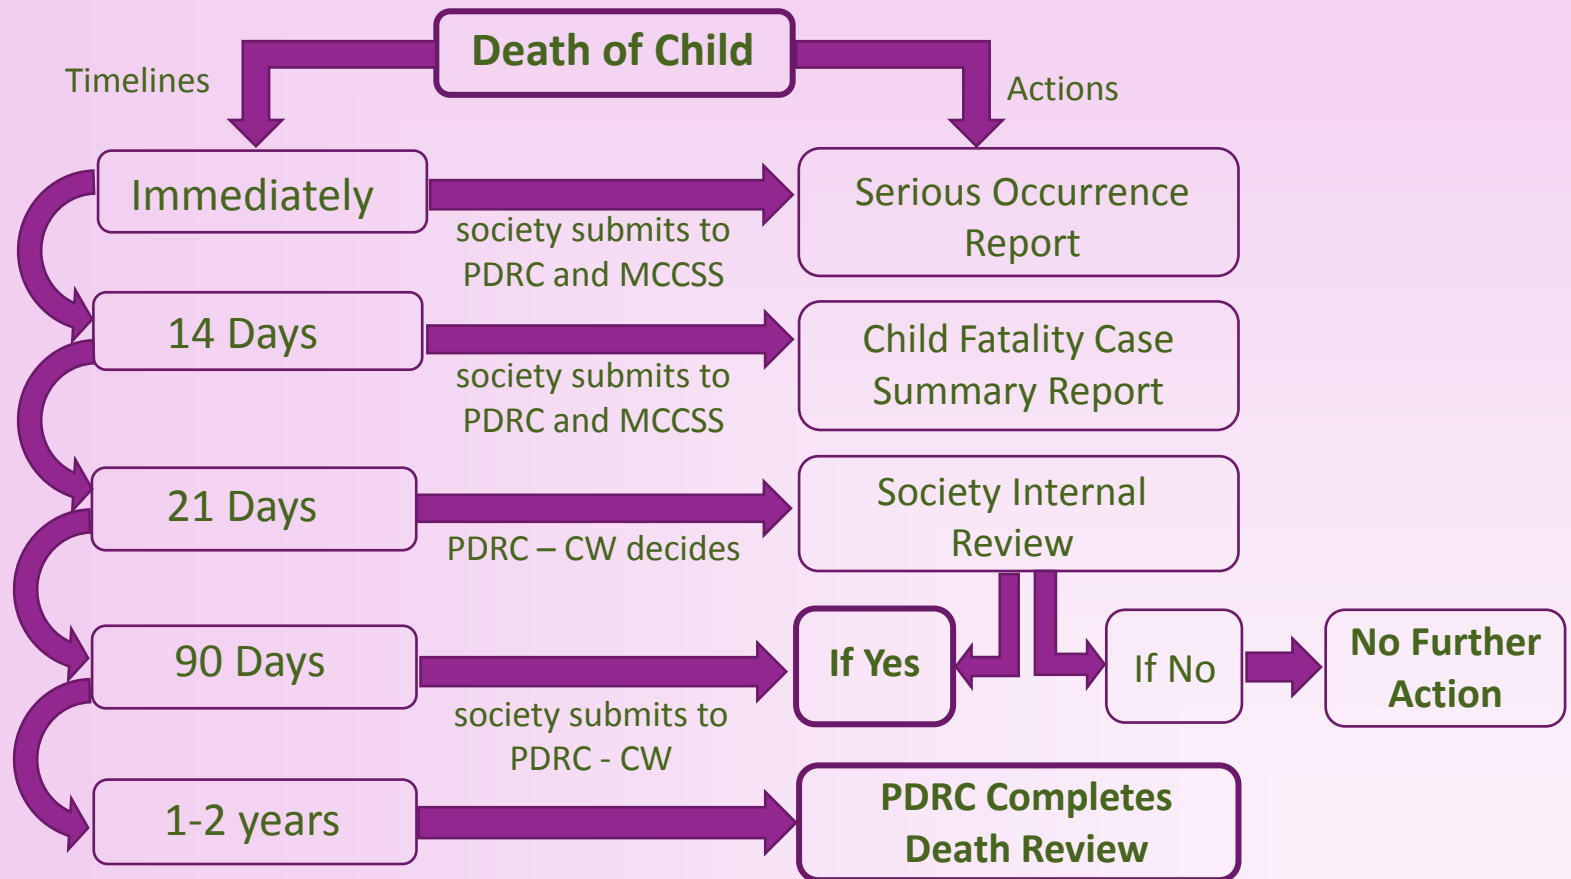 Death of Child
Timelines
Actions
Immediately
society submits to
PDRC and MCCSS
Serious Occurrence
Report
14 Days
society submits to
PDRC and MCCSS
Child Fatality Case
Summary Report
21 Days
PDRC – CW decides
Society Internal
Review
90 Days
society submits to
PDRC - CW
If Yes
If No
No Further
Action
1-2 years
PDRC Completes
Death Review